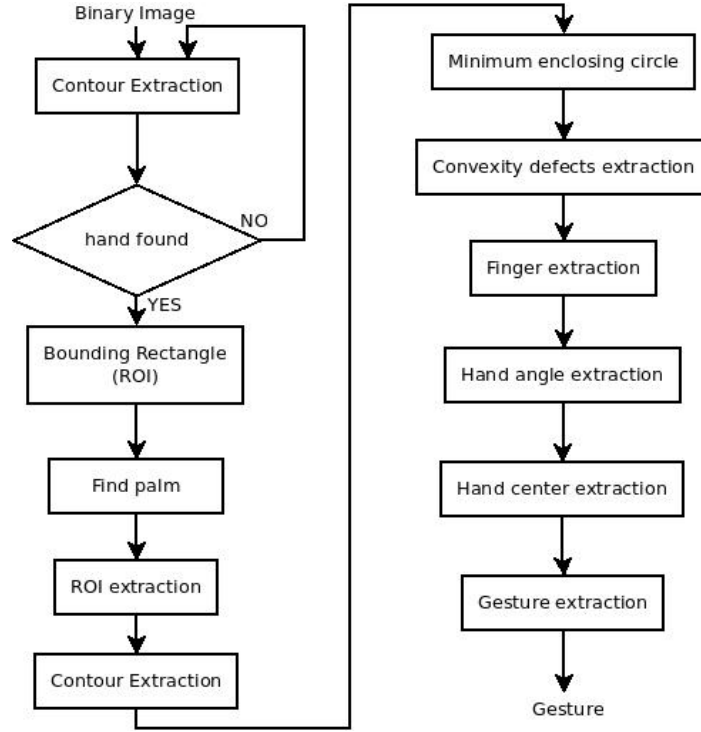 Binary Image
Contour Extraction
hand found
NO
YES
Bounding Rectangle
(ROI)
Find palm
ROI extraction
Contour Extraction
Minimum enclosing circle
Convexity defects extraction
Finger extraction
Hand angle extraction
Hand center extraction
Gesture extraction
Gesture